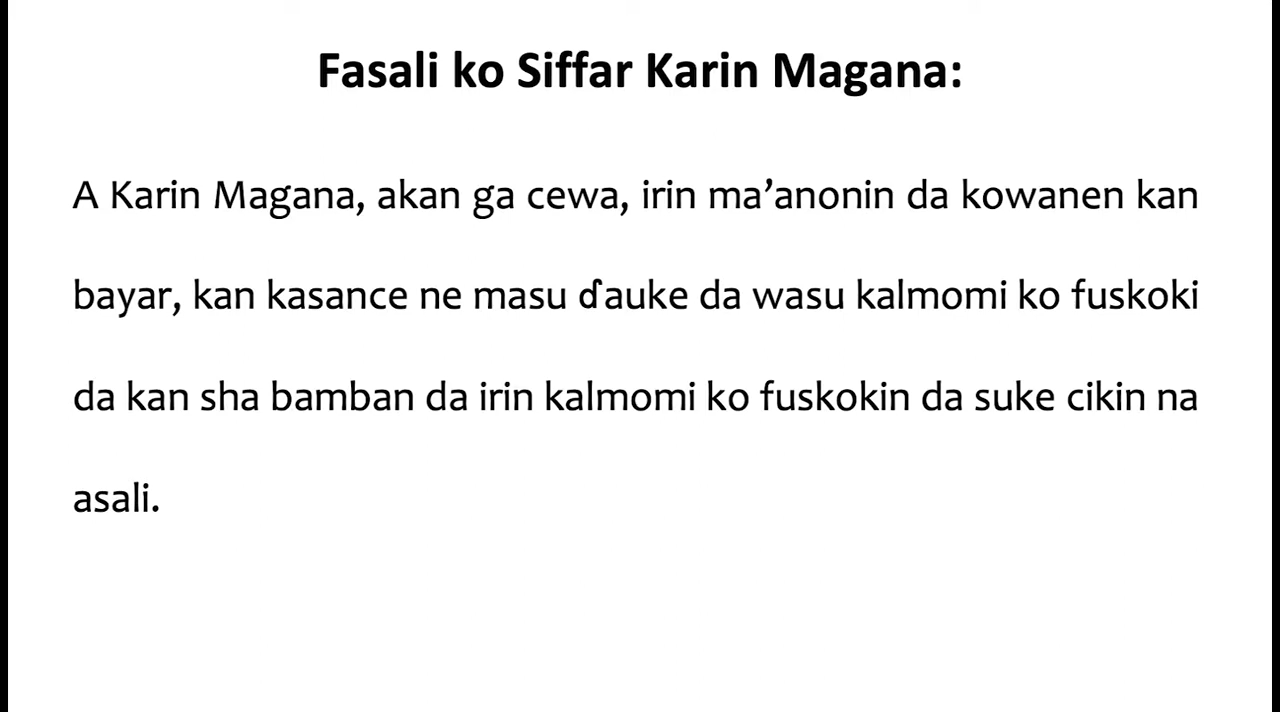 Fasali ko Siffar Karin Magana:
A Karin Magana, akan ga cewa, irin ma’anonin da kowanen kan
bayar, kan kasance ne masu ɗauke da wasu kalmomi ko fuskoki
da kan sha bamban da irin kalmomi ko fuskokin da suke cikin na
asali.